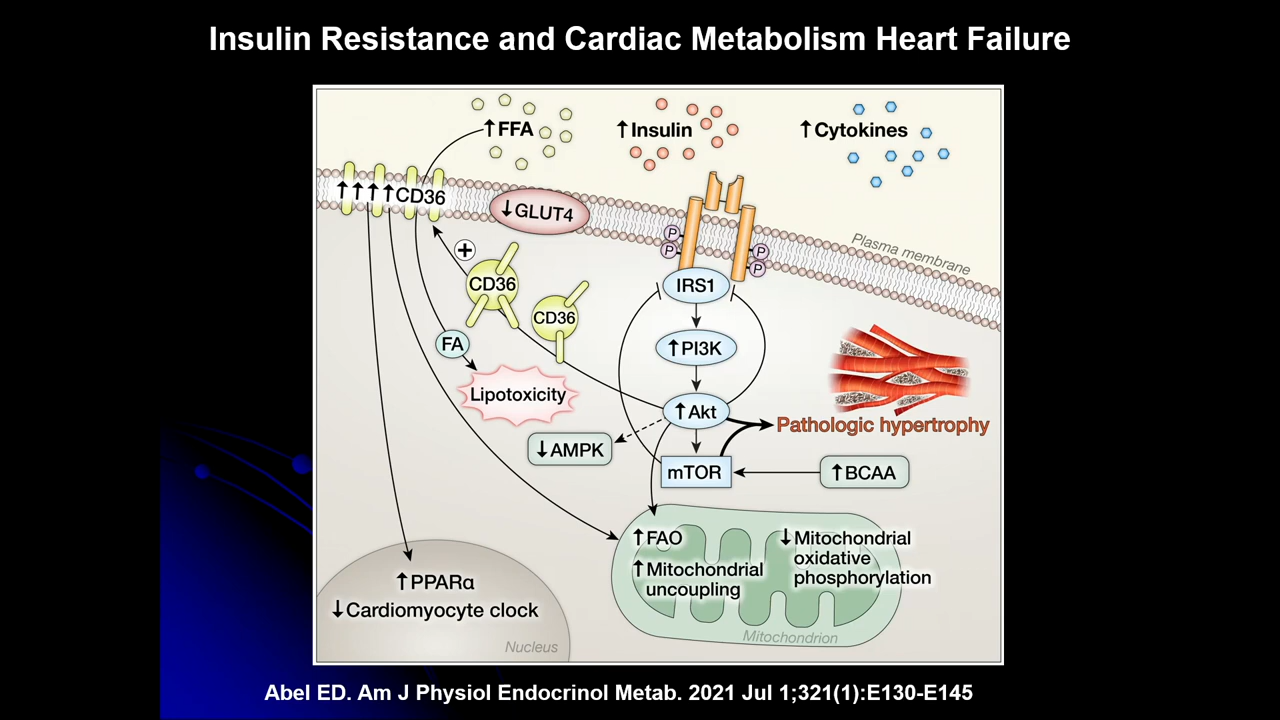 Insulin Resistance and Cardiac Metabolism Heart Failure
↑FFA
↑Insulin
↑Cytokines
↑↑↑↑CD36
↓GLUT4
Plasma membrane
P
P
P
P
+
CD36
CD36
IRS1
↑PI3K
FA
Lipotoxicity
↑Akt
Pathologic hypertrophy
↓AMPK
mTOR
↑BCAA
↑FAO
↑Mitochondrial
uncoupling
↓Mitochondrial
oxidative
phosphorylation
Mitochondrion
↑PPARα
↓Cardiomyocyte clock
Nucleus
Abel ED. Am J Physiol Endocrinol Metab. 2021 Jul 1;321(1):E130-E145